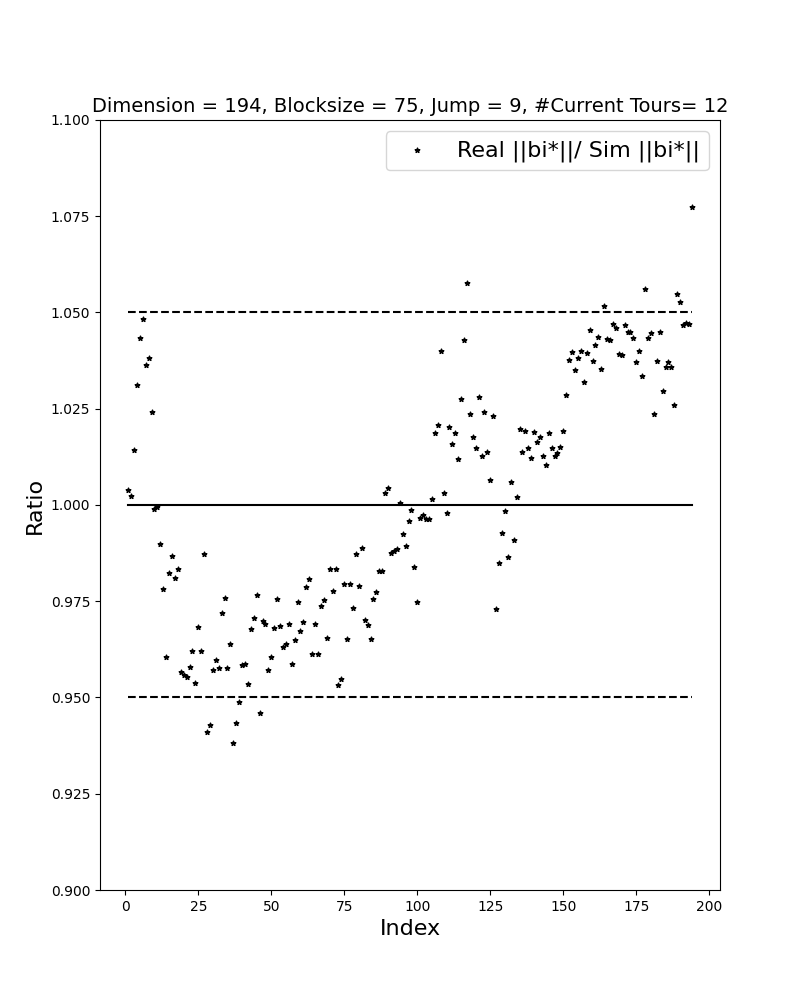 Dimension = 194, Blocksize = 75, Jump = 9, #Current Tours= 12
Real ||bi*||/ Sim ||bi*||
1.100
1.075
1.050
1.025
1.000
0.975
0.950
0.925
0.900
Ratio
0 25 50 75 100 125 150 175 200
Index